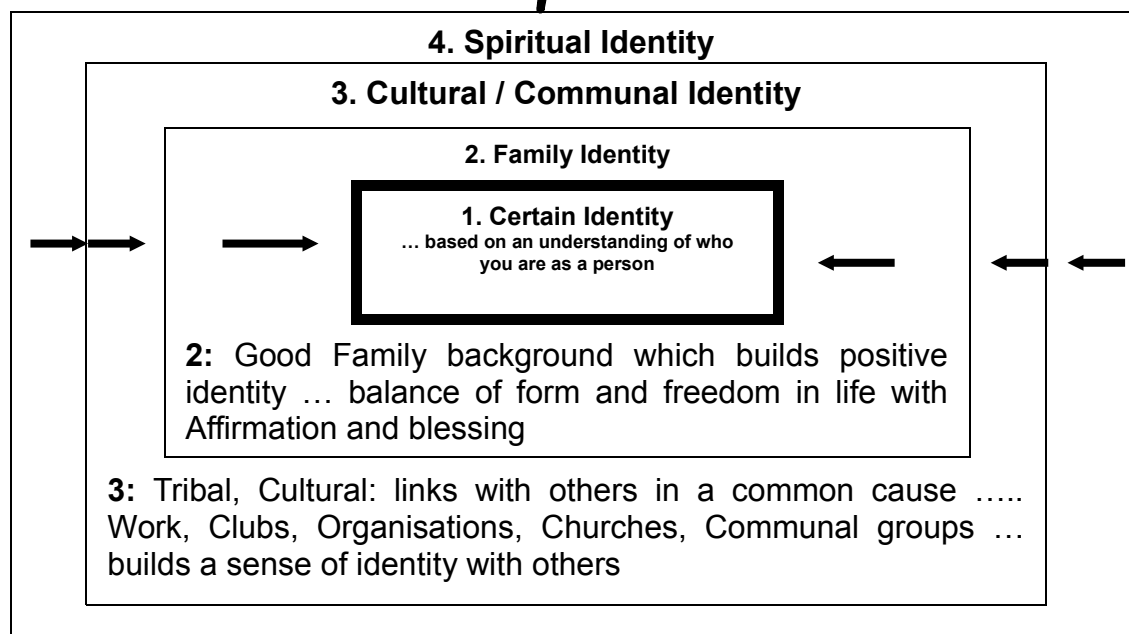 4. Spiritual Identity
3. Cultural / Communal Identity
2. Family Identity
1. Certain Identity
… based on an understanding of who
you are as a person
2: Good Family background which builds positive
identity … balance of form and freedom in life with
Affirmation and blessing
3: Tribal, Cultural: links with others in a common cause …..
Work, Clubs, Organisations, Churches, Communal groups …
builds a sense of identity with others